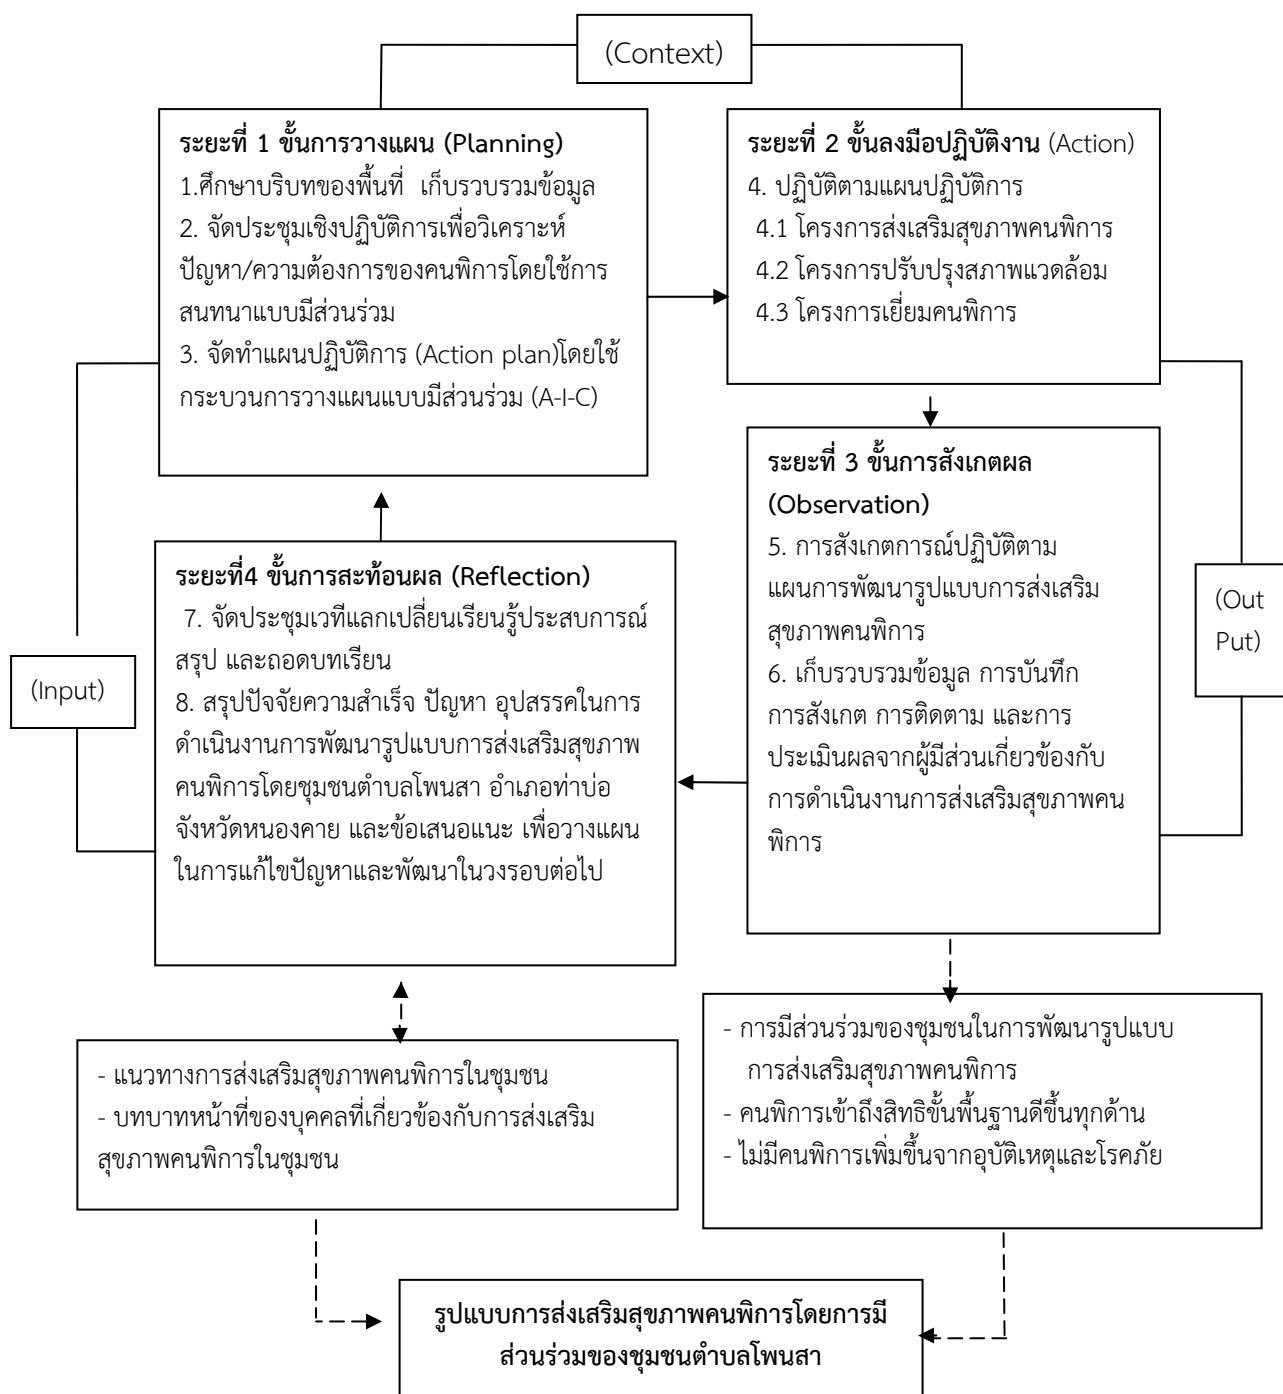 (Context)
ระยะที่ 1 ขั้นการวางแผน (Planning)
1.ศึกษาบริบทของพื้นที่ เก็บรวบรวมข้อมูล
2. จัดประชุมเชิงปฏิบัติการเพื่อวิเคราะห์
ปัญหา/ความต้องการของคนพิการโดยใช้การ
สนทนาแบบมีส่วนร่วม
3. จัดทำแผนปฏิบัติการ (Action plan)โดยใช้
กระบวนการวางแผนแบบมีส่วนร่วม (A-I-C)
ระยะที่ 2 ขั้นลงมือปฏิบัติงาน (Action)
4. ปฏิบัติตามแผนปฏิบัติการ
4.1 โครงการส่งเสริมสุขภาพคนพิการ
4.2 โครงการปรับปรุงสภาพแวดล้อม
4.3 โครงการเยี่ยมคนพิการ
ระยะที่ 3 ขั้นการสังเกตผล
(Observation)
5. การสังเกตการณ์ปฏิบัติตาม
แผนการพัฒนารูปแบบการส่งเสริม
สุขภาพคนพิการ
6. เก็บรวบรวมข้อมูล การบันทึก
การสังเกต การติดตาม และการ
ประเมินผลจากผู้มีส่วนเกี่ยวข้องกับ
การดำเนินงานการส่งเสริมสุขภาพคน
พิการ
(Out
Put)
ระยะที่4 ขั้นการสะท้อนผล (Reflection)
7. จัดประชุมเวทีแลกเปลี่ยนเรียนรู้ประสบการณ์
สรุป และถอดบทเรียน
8. สรุปปัจจัยความสำเร็จ ปัญหา อุปสรรคในการ
ดำเนินงานการพัฒนารูปแบบการส่งเสริมสุขภาพ
คนพิการโดยชุมชนตำบลโพนสา อำเภอท่าบ่อ
จังหวัดหนองคาย และข้อเสนอแนะ เพื่อวางแผน
ในการแก้ไขปัญหาและพัฒนาในวงรอบต่อไป
(Input)
- แนวทางการส่งเสริมสุขภาพคนพิการในชุมชน
- บทบาทหน้าที่ของบุคคลที่เกี่ยวข้องกับการส่งเสริม
สุขภาพคนพิการในชุมชน
- การมีส่วนร่วมของชุมชนในการพัฒนารูปแบบ
การส่งเสริมสุขภาพคนพิการ
- คนพิการเข้าถึงสิทธิขั้นพื้นฐานดีขึ้นทุกด้าน
- ไม่มีคนพิการเพิ่มขึ้นจากอุบัติเหตุและโรคภัย
รูปแบบการส่งเสริมสุขภาพคนพิการโดยการมี
ส่วนร่วมของชุมชนตำบลโพนสา